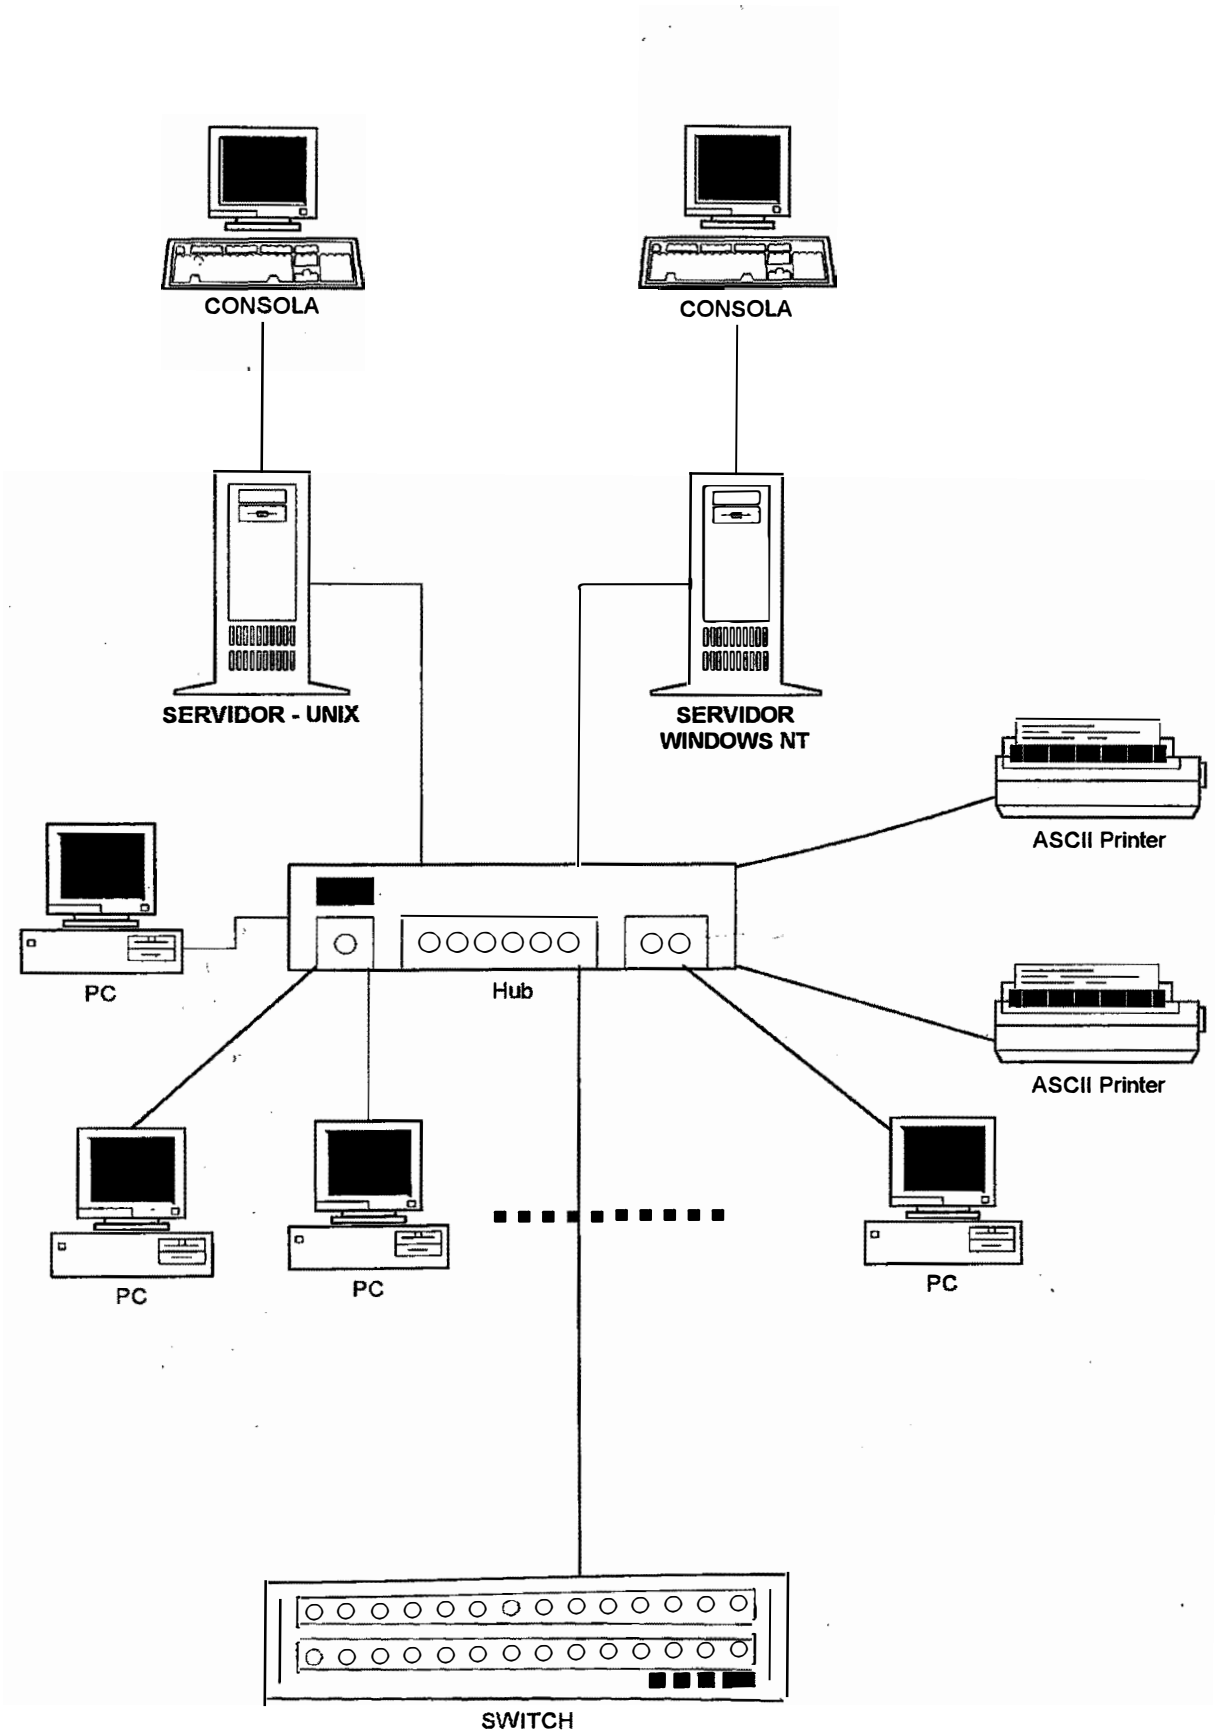 CONSOLA
CONSOLA
SERVIDOR - UNIX
SERVIDOR
WINDOWS NT
ASCII Printer
PC
Hub
ASCII Printer
PC
PC
PC
SWITCH